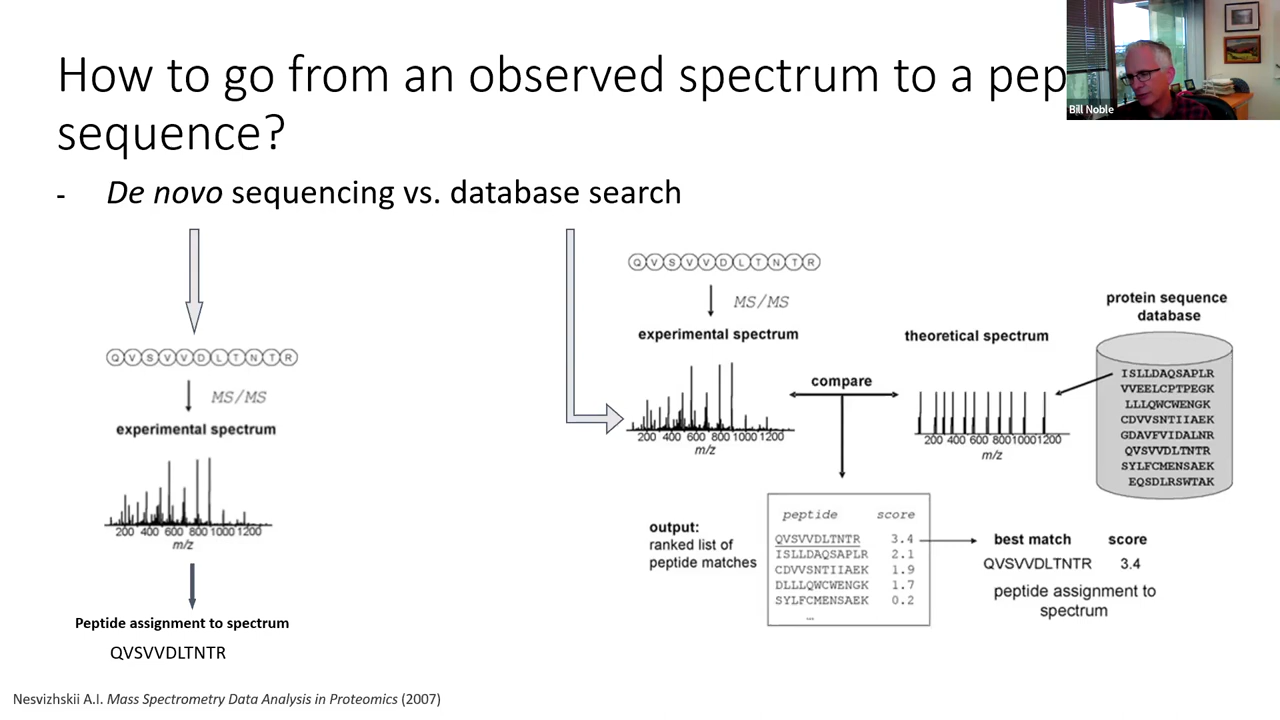 How to go from an observed spectrum to a pep
sequence?
Bill Noble
- De novo sequencing vs. database search
QVSVVDLTNTR
MS/MS
experimental spectrum
200 400 600 800 1000 1200
m/z
Peptide assignment to spectrum
QVSVVDLTNTR
QVSVVDLTNTR
MS/MS
experimental spectrum
200 400 600 800 1000 1200
m/z
compare
theoretical spectrum
200 400 600 800 1000 1200
m/z
protein sequence
database
ISLLDAQSAPLR
VVEELCPTPEGK
LLLQWCWENGK
CDVVSNTIIAEK
GDAVFVIDALNR
QVSVVDLTNTR
SYLFCMENSAEK
EQSDLRSWTAK
output:
ranked list of
peptide matches
peptide score
QVSVVDLTNTR 3.4
ISLLDAQSAPLR 2.1
CDVVSNTIIAEK 1.9
DLLLQWCWENGK 1.7
SYLFCMENSAEK 0.2
…
best match score
QVSVVDLTNTR 3.4
peptide assignment to
spectrum
Nesvizhskii A.I. Mass Spectrometry Data Analysis in Proteomics (2007)